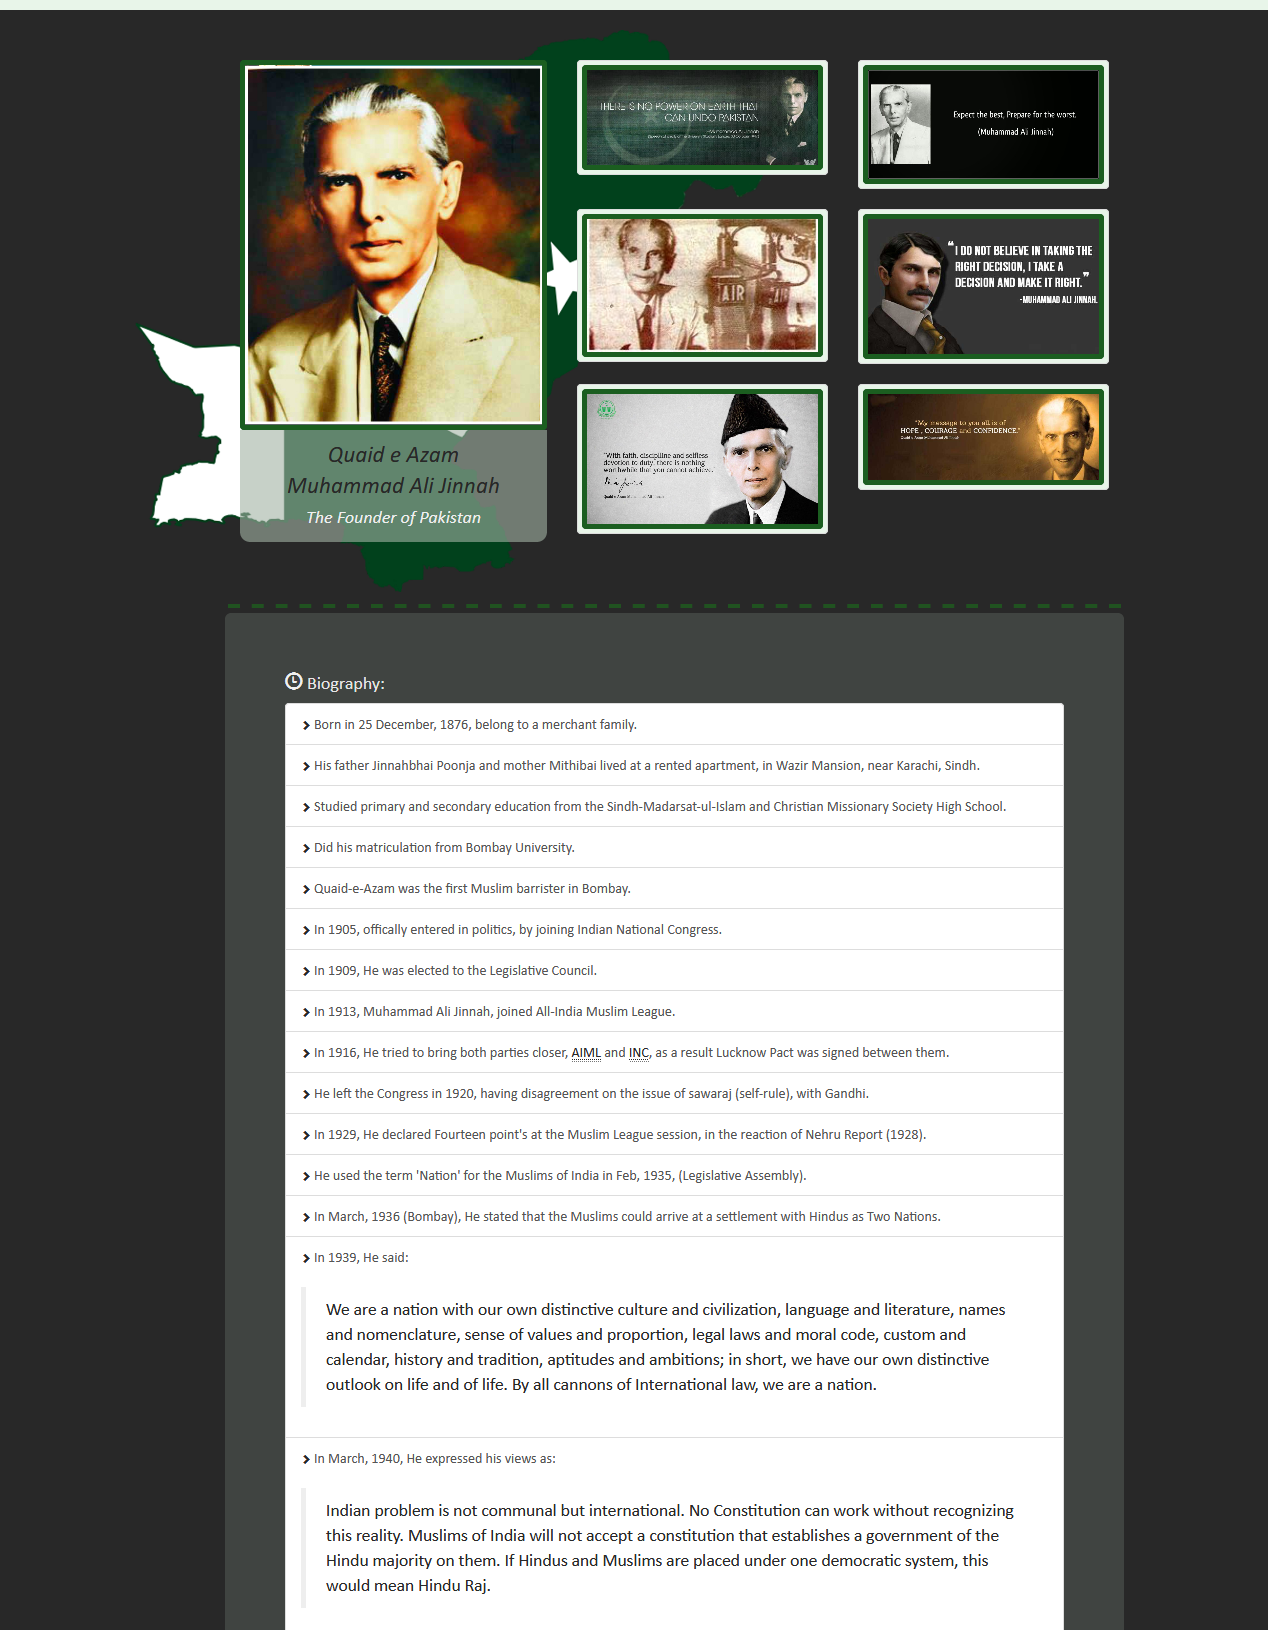 Quaid e Azam
Muhammad Ali Jinnah
The Founder of Pakistan
THERE IS NO POWER ON EARTH THAT
CAN UNDO PAKISTAN
Expect the best, Prepare for the worst.
(Muhammad Ali Jinnah)
AIR
“I DO NOT BELIEVE IN TAKING THE
RIGHT DECISION, I TAKE A
DECISION AND MAKE IT RIGHT.”
-MUHAMMAD ALI JINNAH.
"With faith, discipline and selfless
devotion to duty, there is nothing
worthwhile that you cannot achieve."
Quaid e Azam Muhammad Ali Jinnah
"My message to you all is of
HOPE, COURAGE and CONFIDENCE."
Quaid e Azam Muhammad Ali Jinnah
Biography:
Born in 25 December, 1876, belong to a merchant family.
His father Jinnahbhai Poonja and mother Mithibai lived at a rented apartment, in Wazir Mansion, near Karachi, Sindh.
Studied primary and secondary education from the Sindh-Madarsat-ul-Islam and Christian Missionary Society High School.
Did his matriculation from Bombay University.
Quaid-e-Azam was the first Muslim barrister in Bombay.
In 1905, offically entered in politics, by joining Indian National Congress.
In 1909, He was elected to the Legislative Council.
In 1913, Muhammad Ali Jinnah, joined All-India Muslim League.
In 1916, He tried to bring both parties closer, AIML and INC, as a result Lucknow Pact was signed between them.
He left the Congress in 1920, having disagreement on the issue of sawaraj (self-rule), with Gandhi.
In 1929, He declared Fourteen point's at the Muslim League session, in the reaction of Nehru Report (1928).
He used the term 'Nation' for the Muslims of India in Feb, 1935, (Legislative Assembly).
In March, 1936 (Bombay), He stated that the Muslims could arrive at a settlement with Hindus as Two Nations.
In 1939, He said:
We are a nation with our own distinctive culture and civilization, language and literature, names
and nomenclature, sense of values and proportion, legal laws and moral code, custom and
calendar, history and tradition, aptitudes and ambitions; in short, we have our own distinctive
outlook on life and of life. By all cannons of International law, we are a nation.
In March, 1940, He expressed his views as:
Indian problem is not communal but international. No Constitution can work without recognizing
this reality. Muslims of India will not accept a constitution that establishes a government of the
Hindu majority on them. If Hindus and Muslims are placed under one democratic system, this
would mean Hindu Raj.